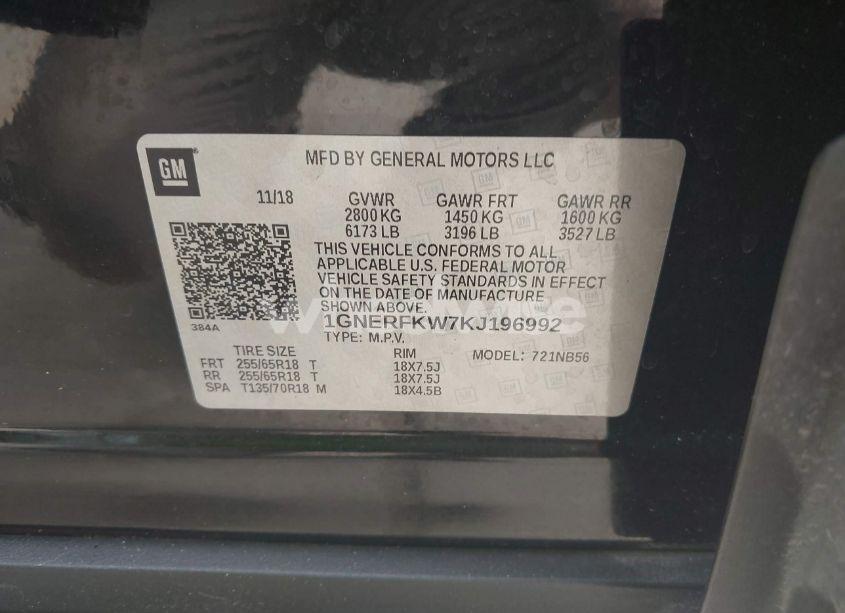 GM
MFD BY GENERAL MOTORS LLC
11/18 GVWR GAWR FRT GAWR RR
2800 KG 1450 KG 1600 KG
6173 LB 3196 LB 3527 LB
THIS VEHICLE CONFORMS TO ALL
APPLICABLE U.S. FEDERAL MOTOR
VEHICLE SAFETY STANDARDS IN EFFECT
ON THE DATE OF MANUFACTURE
SHOWN ABOVE.
384A
1GNERFKW7KJ196992
TYPE: M.P.V.
TIRE SIZE RIM MODEL: 721NB56
FRT 255/65R18 T 18X7.5J
RR 255/65R18 T 18X7.5J
SPA T135/70R18 M 18X4.5B